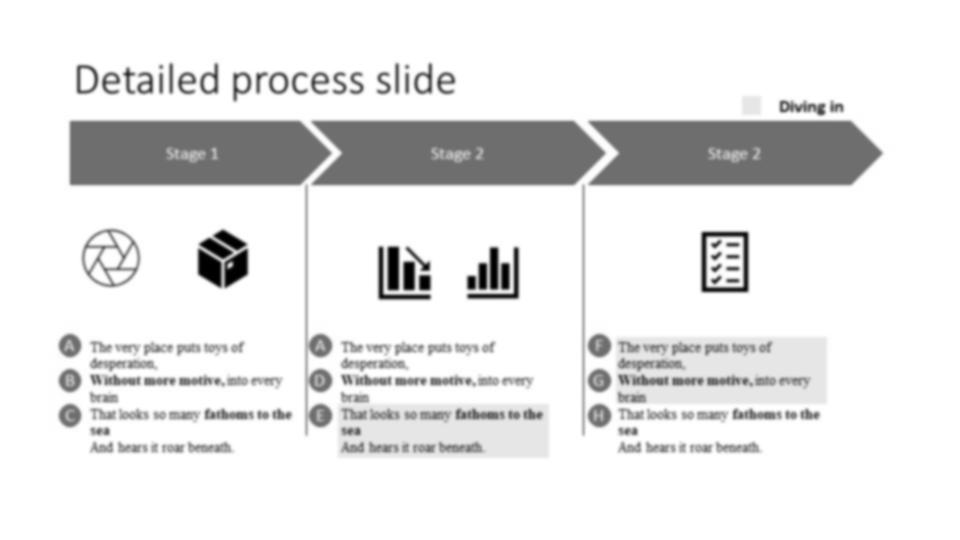 Detailed process slide
Diving in
Stage 1
Stage 2
Stage 2
A
The very place puts toys of
desperation,
B
Without more motive, into every
brain
C
That looks so many fathoms to the
sea
And hears it roar beneath.
A
The very place puts toys of
desperation,
D
Without more motive, into every
brain
E
That looks so many fathoms to the
sea
And hears it roar beneath.
F
The very place puts toys of
desperation,
G
Without more motive, into every
brain
H
That looks so many fathoms to the
sea
And hears it roar beneath.